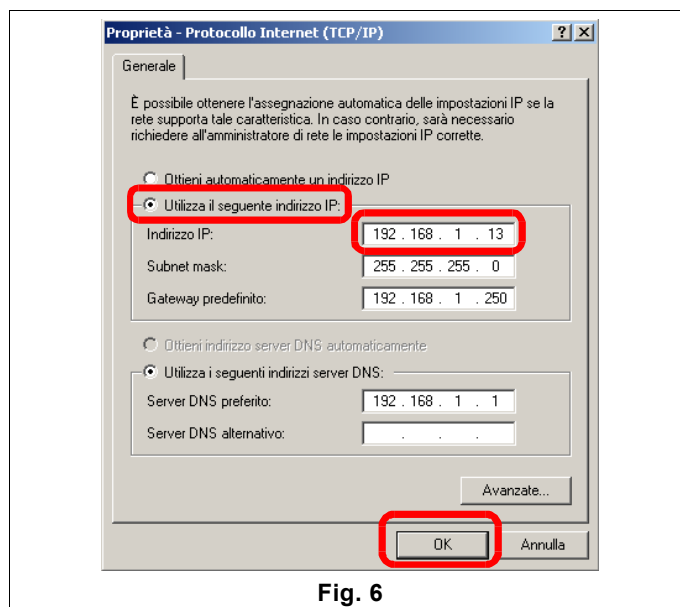 Proprietà - Protocollo Internet (TCP/IP)
Generale
È possibile ottenere l'assegnazione automatica delle impostazioni IP se la
rete supporta tale caratteristica. In caso contrario, sarà necessario
richiedere all'amministratore di rete le impostazioni IP corrette.
Ottieni automaticamente un indirizzo IP
Utilizza il seguente indirizzo IP:
Indirizzo IP: 192 . 168 . 1 . 13
Subnet mask: 255 . 255 . 255 . 0
Gateway predefinito: 192 . 168 . 1 . 250
Ottieni indirizzo server DNS automaticamente
Utilizza i seguenti indirizzi server DNS:
Server DNS preferito: 192 . 168 . 1 . 1
Server DNS alternativo: . . .
Avanzate...
OK Annulla
Fig. 6